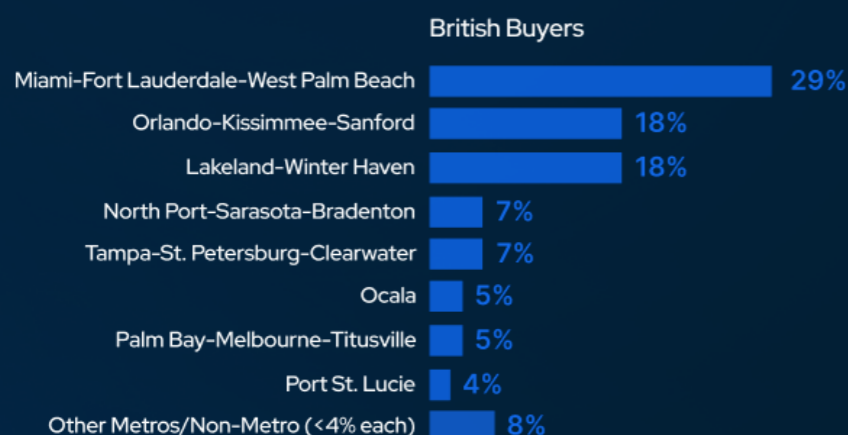 British Buyers
Miami-Fort Lauderdale-West Palm Beach 29%
Orlando-Kissimmee-Sanford 18%
Lakeland-Winter Haven 18%
North Port-Sarasota-Bradenton 7%
Tampa-St. Petersburg-Clearwater 7%
Ocala 5%
Palm Bay-Melbourne-Titusville 5%
Port St. Lucie 4%
Other Metros/Non-Metro (<4% each) 8%